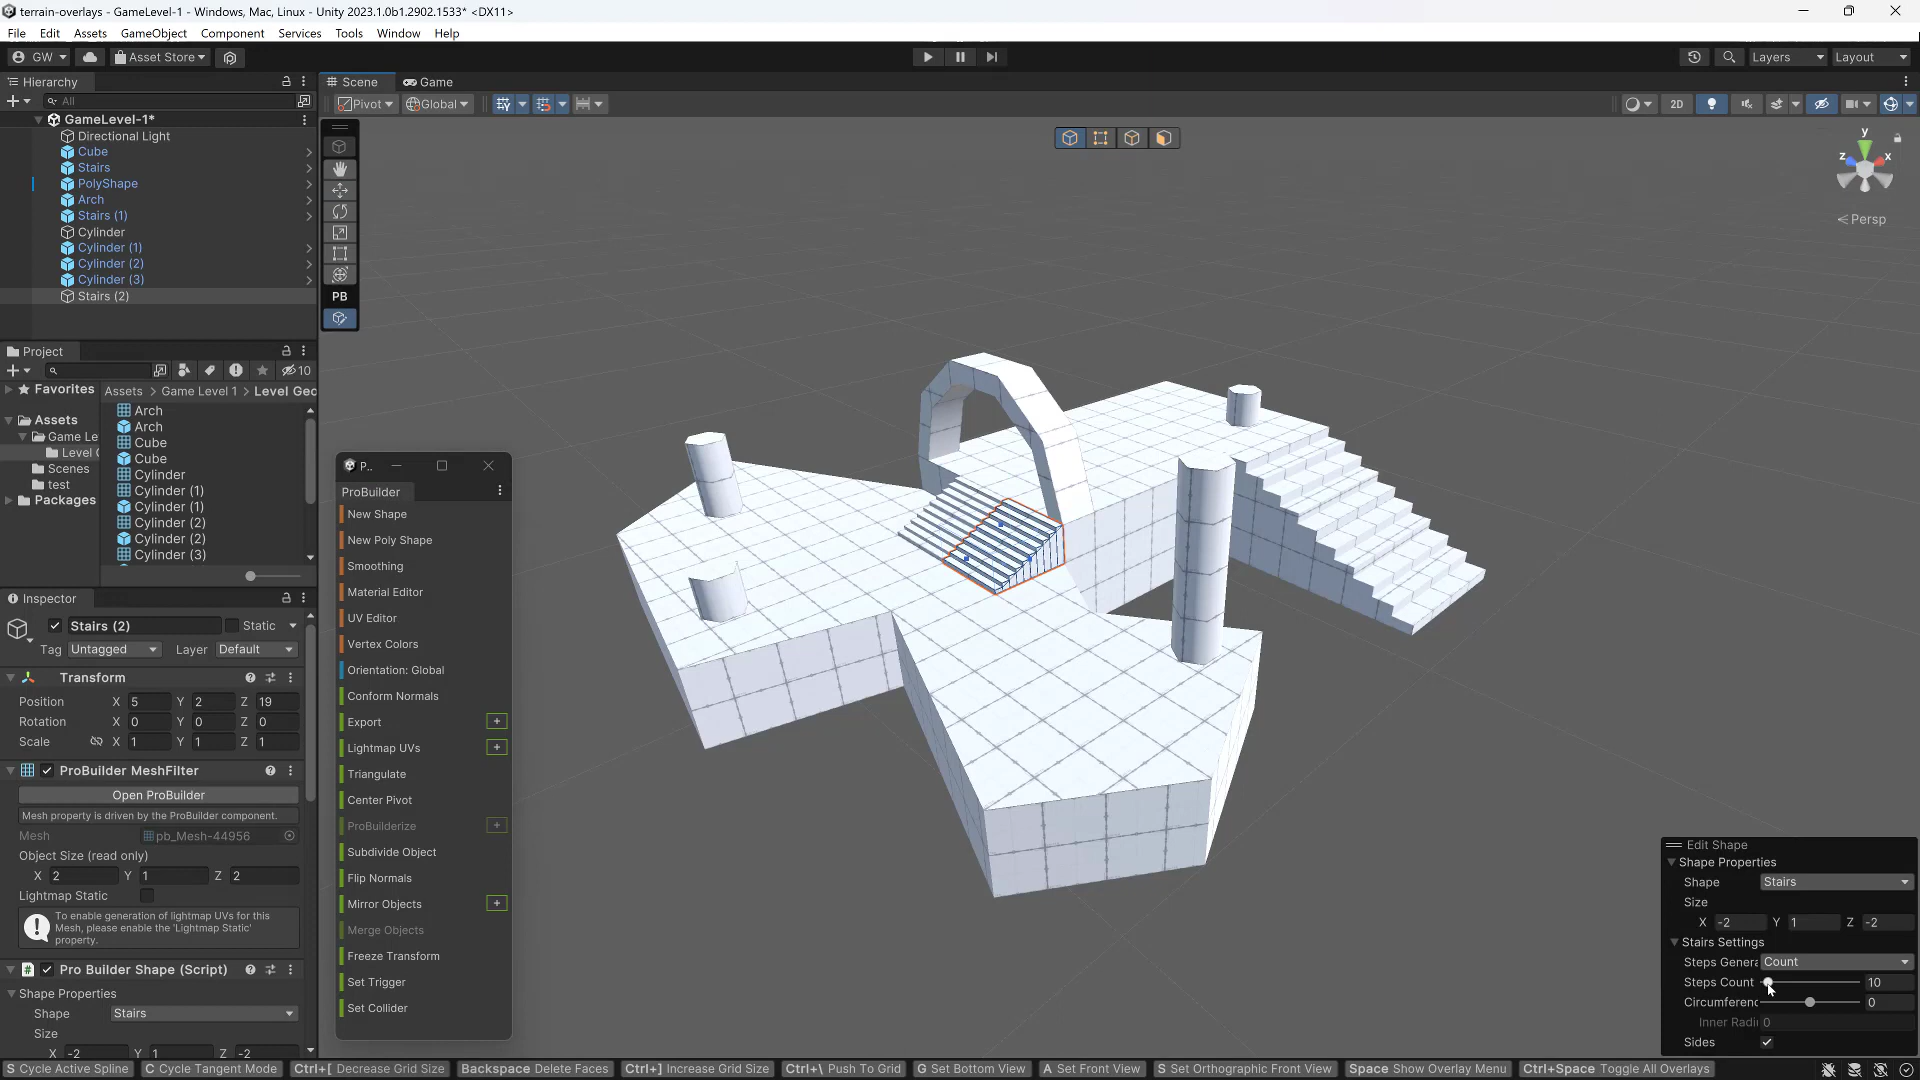 terrain-overlays - GameLevel-1 - Windows, Mac, Linux - Unity 2023.1.0b1.2902.1533* <DX11>
File Edit Assets GameObject Component Services Tools Window Help
GW Asset Store Layers Layout
Hierarchy
All
GameLevel-1*
Directional Light
Cube
Stairs
PolyShape
Arch
Stairs (1)
Cylinder
Cylinder (1)
Cylinder (2)
Cylinder (3)
Stairs (2)
Scene Game
Pivot Global 2D
PB
y
z x
Persp
Project
10
Favorites
Assets
Game Le
Level (
Scenes
test
Packages
Assets > Game Level 1 > Level Geo
Arch
Arch
Cube
Cube
Cylinder
Cylinder (1)
Cylinder (1)
Cylinder (2)
Cylinder (2)
Cylinder (3)
Inspector
Stairs (2) Static
Tag Untagged Layer Default
Transform
Position X 5 Y 2 Z 19
Rotation X 0 Y 0 Z 0
Scale X 1 Y 1 Z 1
ProBuilder MeshFilter
Open ProBuilder
Mesh property is driven by the ProBuilder component.
Mesh pb_Mesh-44956
Object Size (read only)
X 2 Y 1 Z 2
Lightmap Static
To enable generation of lightmap UVs for this
Mesh, please enable the 'Lightmap Static'
property.
Pro Builder Shape (Script)
Shape Properties
Shape Stairs
Size
X -2 Y 1 Z -2
P..
ProBuilder
New Shape
New Poly Shape
Smoothing
Material Editor
UV Editor
Vertex Colors
Orientation: Global
Conform Normals
Export
Lightmap UVs
Triangulate
Center Pivot
ProBuilderize
Subdivide Object
Flip Normals
Mirror Objects
Merge Objects
Freeze Transform
Set Trigger
Set Collider
Edit Shape
Shape Properties
Shape Stairs
Size
X -2 Y 1 Z -2
Stairs Settings
Steps Genera Count
Steps Count 10
Circumferenc 0
Inner Radi 0
Sides
S Cycle Active Spline C Cycle Tangent Mode Ctrl+[ Decrease Grid Size Backspace Delete Faces Ctrl+] Increase Grid Size Ctrl+\ Push To Grid G Set Bottom View A Set Front View S Set Orthographic Front View Space Show Overlay Menu Ctrl+Space Toggle All Overlays